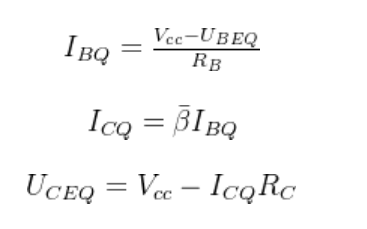 I_{BQ} = \frac{V_{cc} - U_{BEQ}}{R_B}
I_{CQ} = \bar{\beta} I_{BQ}
U_{CEQ} = V_{cc} - I_{CQ} R_C